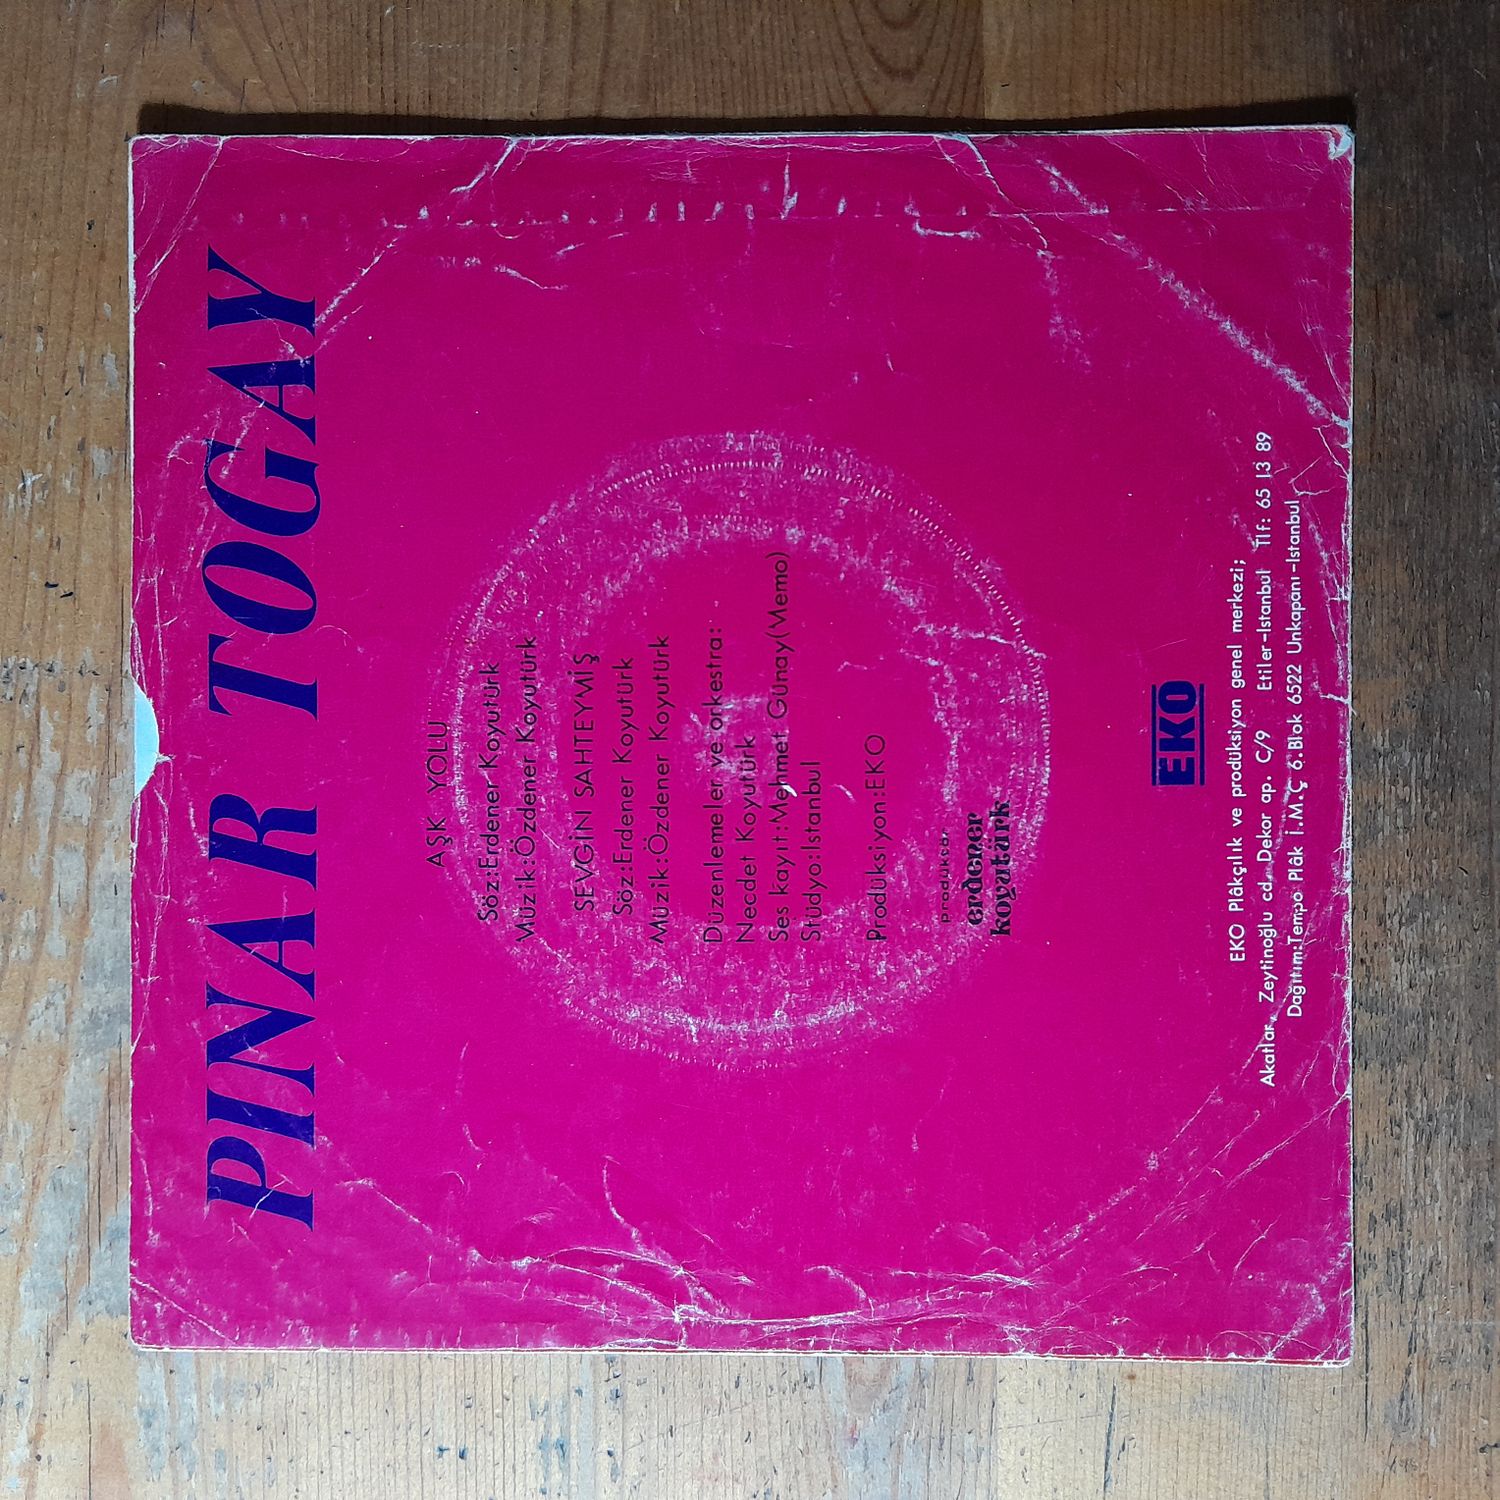 PINAR TOGAY
AŞK YOLU
Söz:Erdener Koyutürk
Müzik:Özdener Koyutürk
SEVGİN SAHTEYMİŞ
Söz:Erdener Koyutürk
Müzik:Özdener Koyutürk
Düzenlemeler ve orkestra:
Necdet Koyutürk
Ses kayıt:Mehmet Günay(Memo)
Stüdyo:İstanbul
Prodüksiyon:EKO
prodüktör
erdener
koyutürk
EKO
EKO Plâkçılık ve prodüksiyon genel merkezi;
Akatlar, Zeytinoğlu cd. Dekor ap. C/9 Etiler-İstanbul Tlf: 65 13 89
Dağıtım:Tempo Plâk İ.M.Ç 6.Blok 6522 Unkapanı-İstanbul